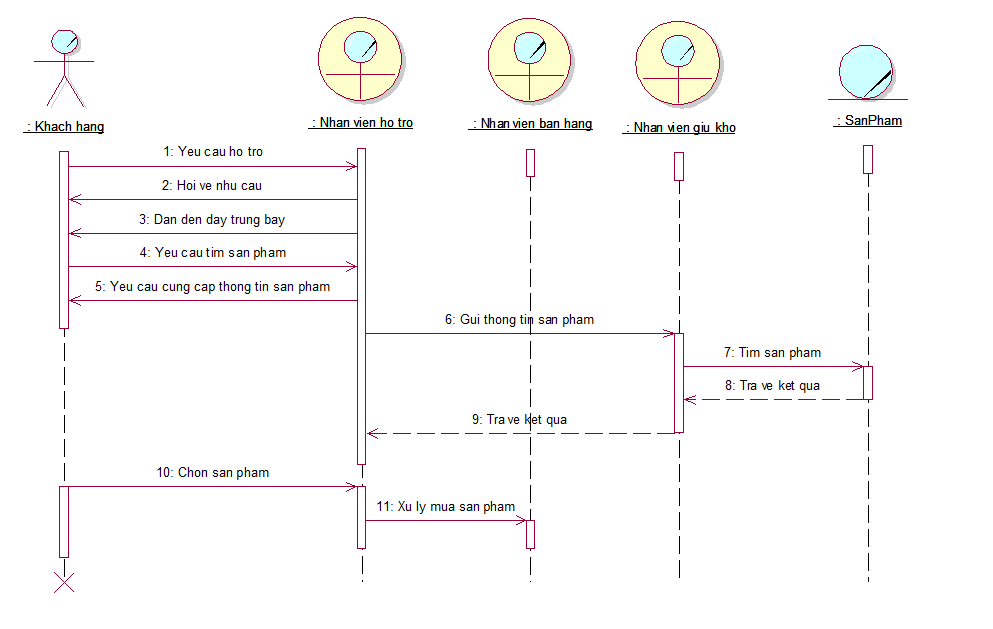 : Khach hang
: Nhan vien ho tro
: Nhan vien ban hang
: Nhan vien giu kho
: SanPham
1: Yeu cau ho tro
2: Hoi ve nhu cau
3: Dan den day trung bay
4: Yeu cau tim san pham
5: Yeu cau cung cap thong tin san pham
6: Gui thong tin san pham
7: Tim san pham
8: Tra ve ket qua
9: Tra ve ket qua
10: Chon san pham
11: Xu ly mua san pham